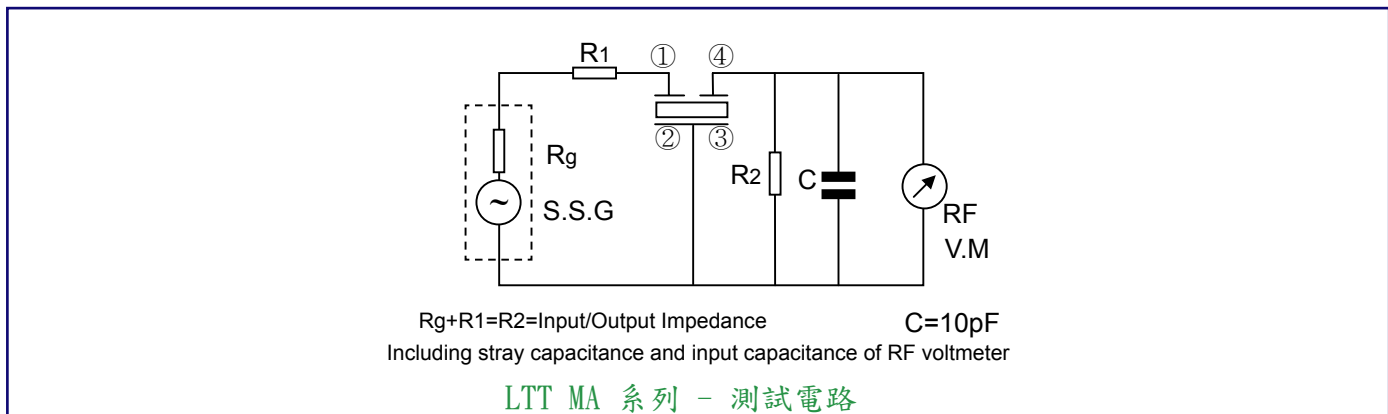 R1
①
④
②
③
Rg
~
S.S.G
R2
C
RF
V.M
Rg+R1=R2=Input/Output Impedance
C=10pF
Including stray capacitance and input capacitance of RF voltmeter
LTT MA 系列 - 測試電路